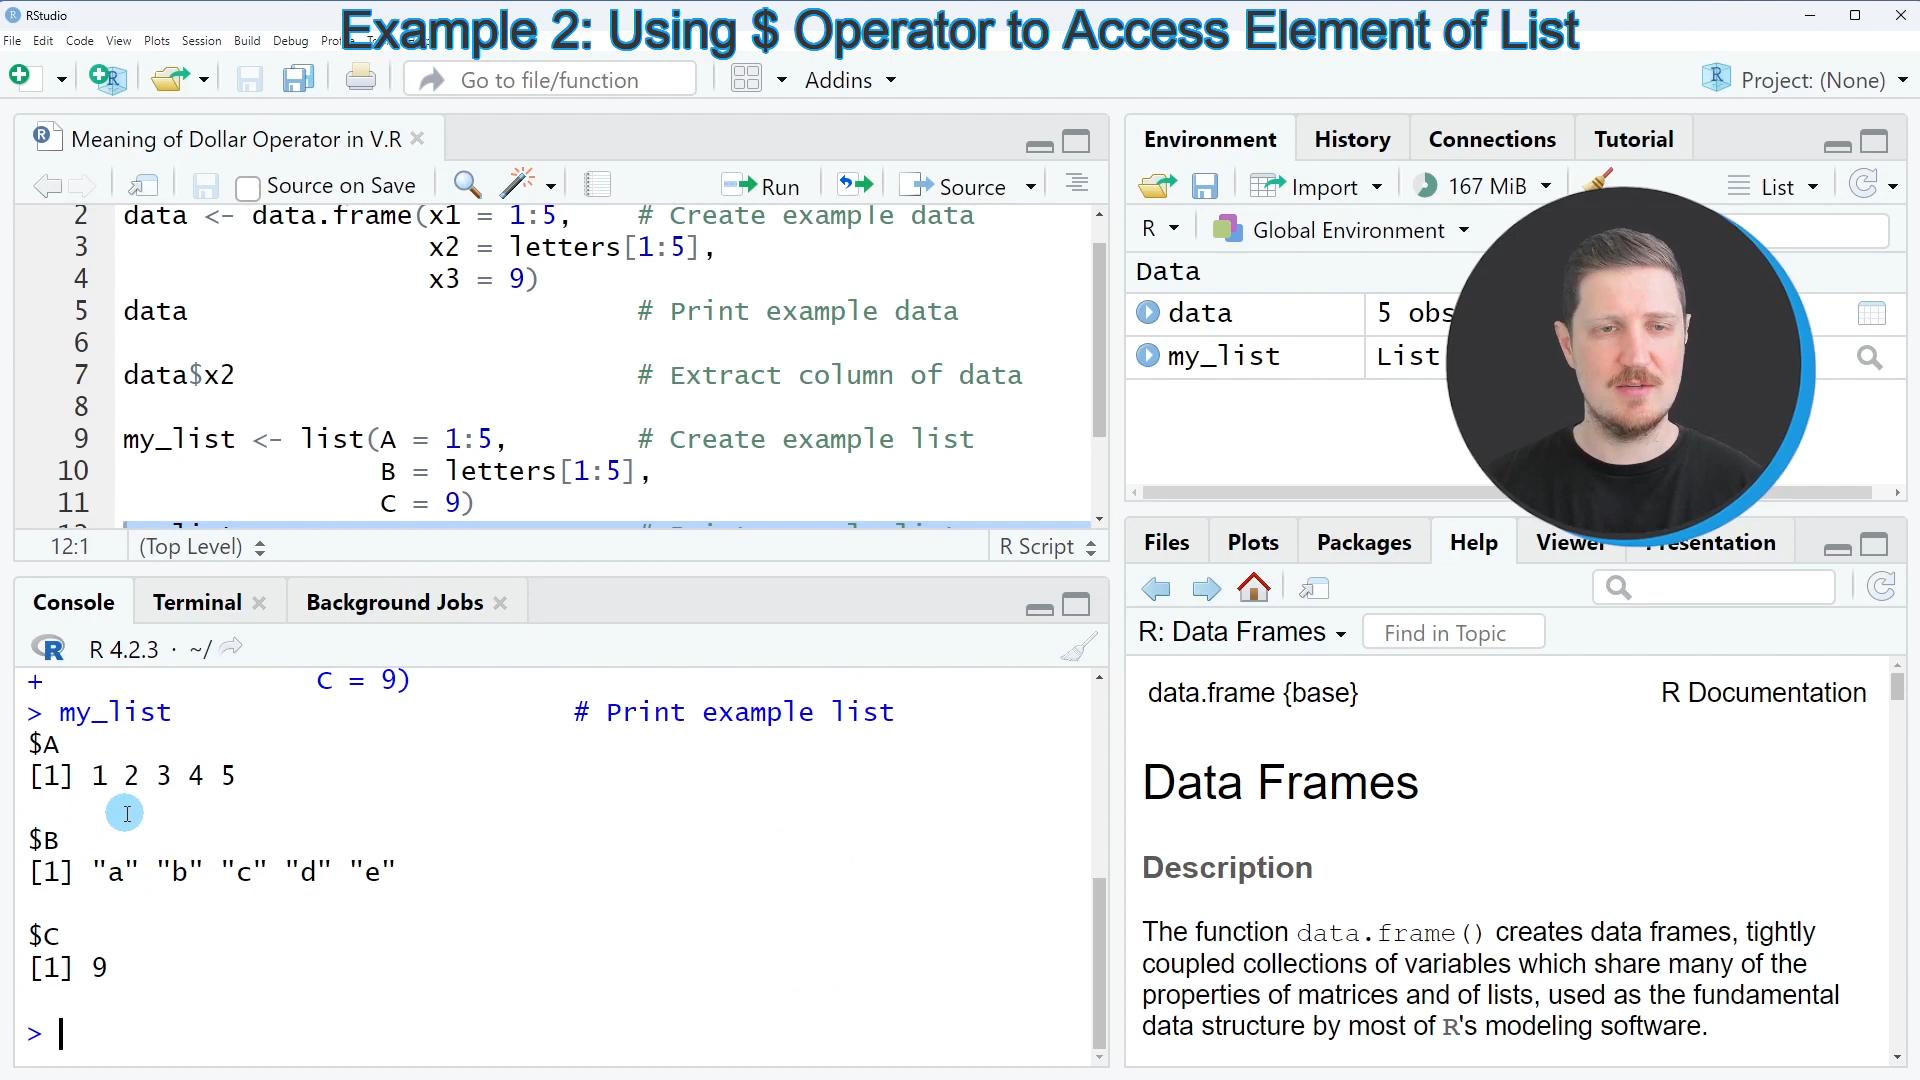 RStudio
Example 2: Using $ Operator to Access Element of List
File Edit Code View Plots Session Build Debug
Go to file/function
Addins
Project: (None)
Meaning of Dollar Operator in V.R
Source on Save
Run
Source
2 data <- data.frame(x1 = 1:5, # Create example data
3 x2 = letters[1:5],
4 x3 = 9)
5 data # Print example data
6
7 data$x2 # Extract column of data
8
9 my_list <- list(A = 1:5, # Create example list
10 B = letters[1:5],
11 C = 9)
12:1 (Top Level) R Script
Console Terminal Background Jobs
R 4.2.3 · ~/
+ C = 9)
> my_list # Print example list
$A
[1] 1 2 3 4 5
$B
[1] "a" "b" "c" "d" "e"
$C
[1] 9
>
Environment History Connections Tutorial
Import 167 MiB List
R Global Environment
Data
data 5 obs
my_list List
Files Plots Packages Help Viewer Presentation
R: Data Frames Find in Topic
data.frame {base} R Documentation
Data Frames
Description
The function data.frame() creates data frames, tightly
coupled collections of variables which share many of the
properties of matrices and of lists, used as the fundamental
data structure by most of R's modeling software.